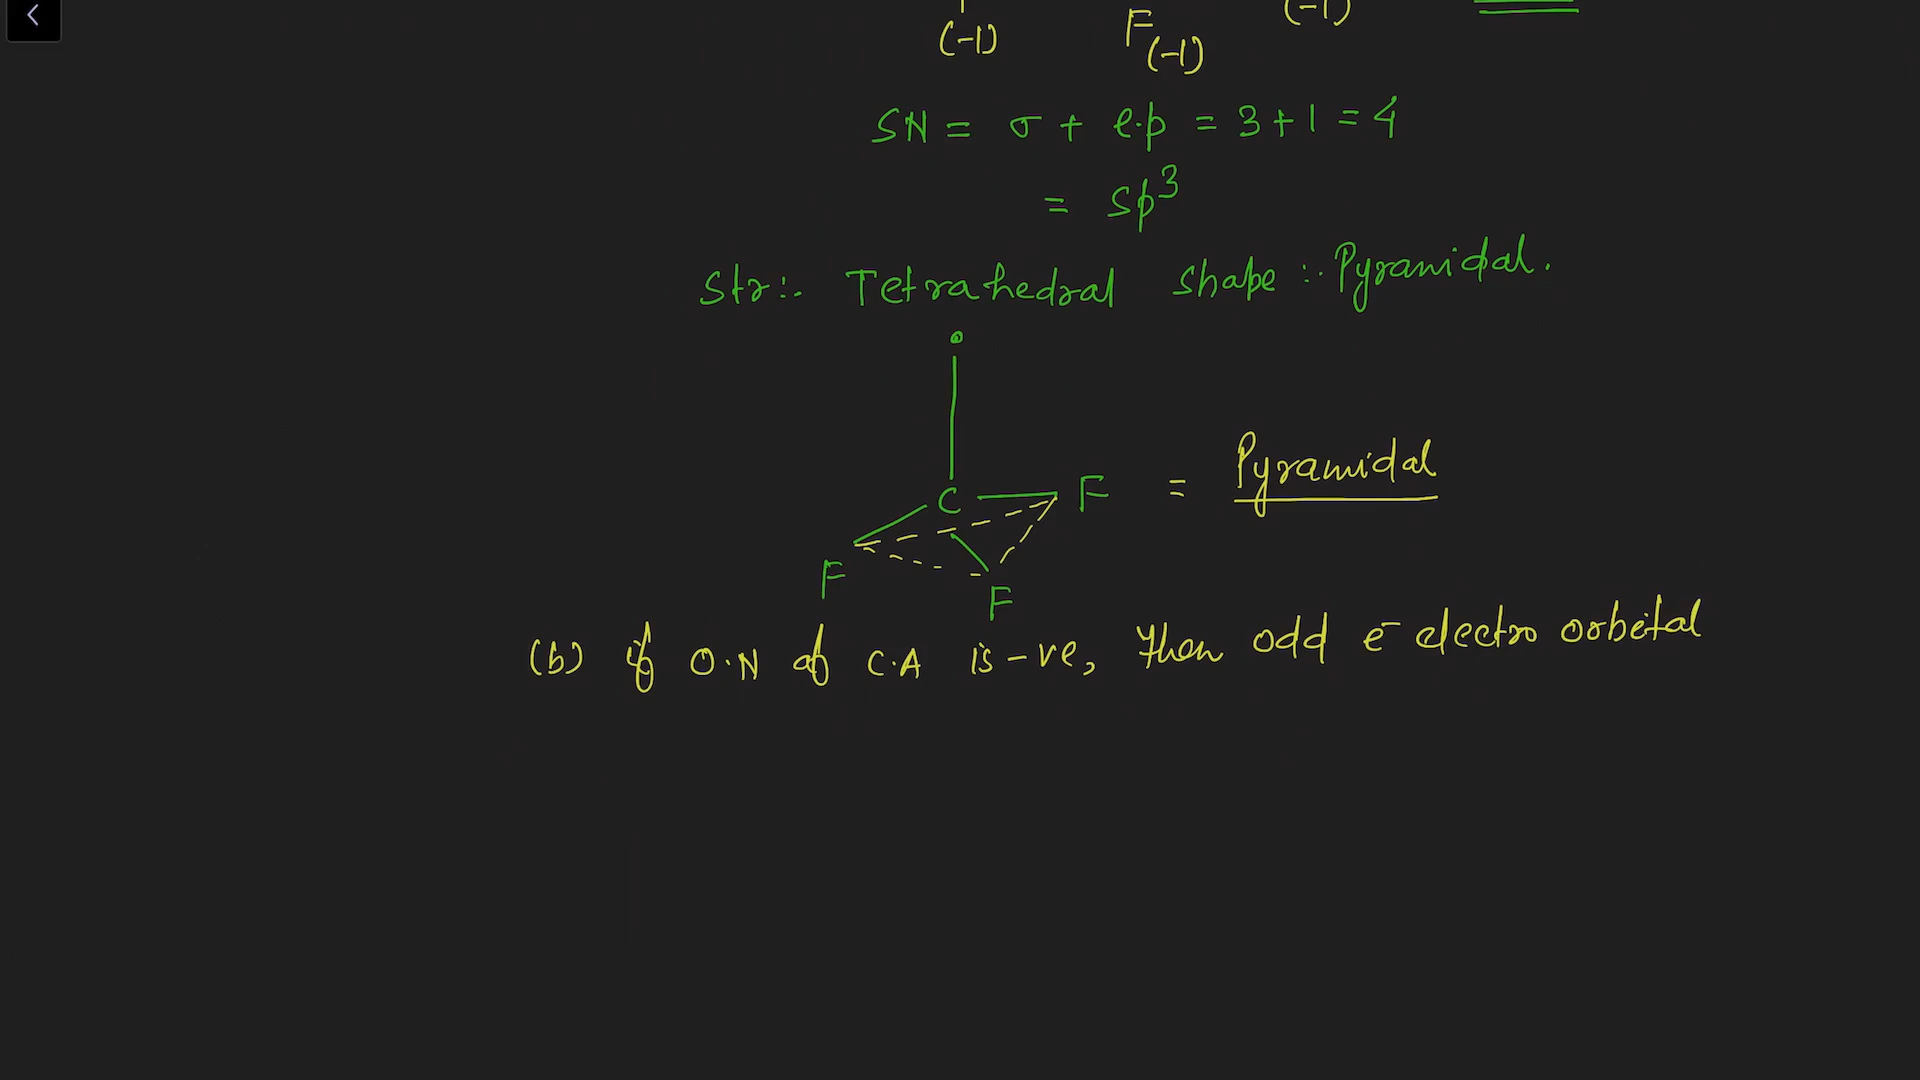 (-1) F(-1) (-1)
SN = σ + l.p = 3+1 = 4
= sp³
Str:- Tetrahedral shape :- Pyramidal.
C F = Pyramidal
F
F
(b) if O.N of C.A is -ve, then odd e⁻ electro orbital